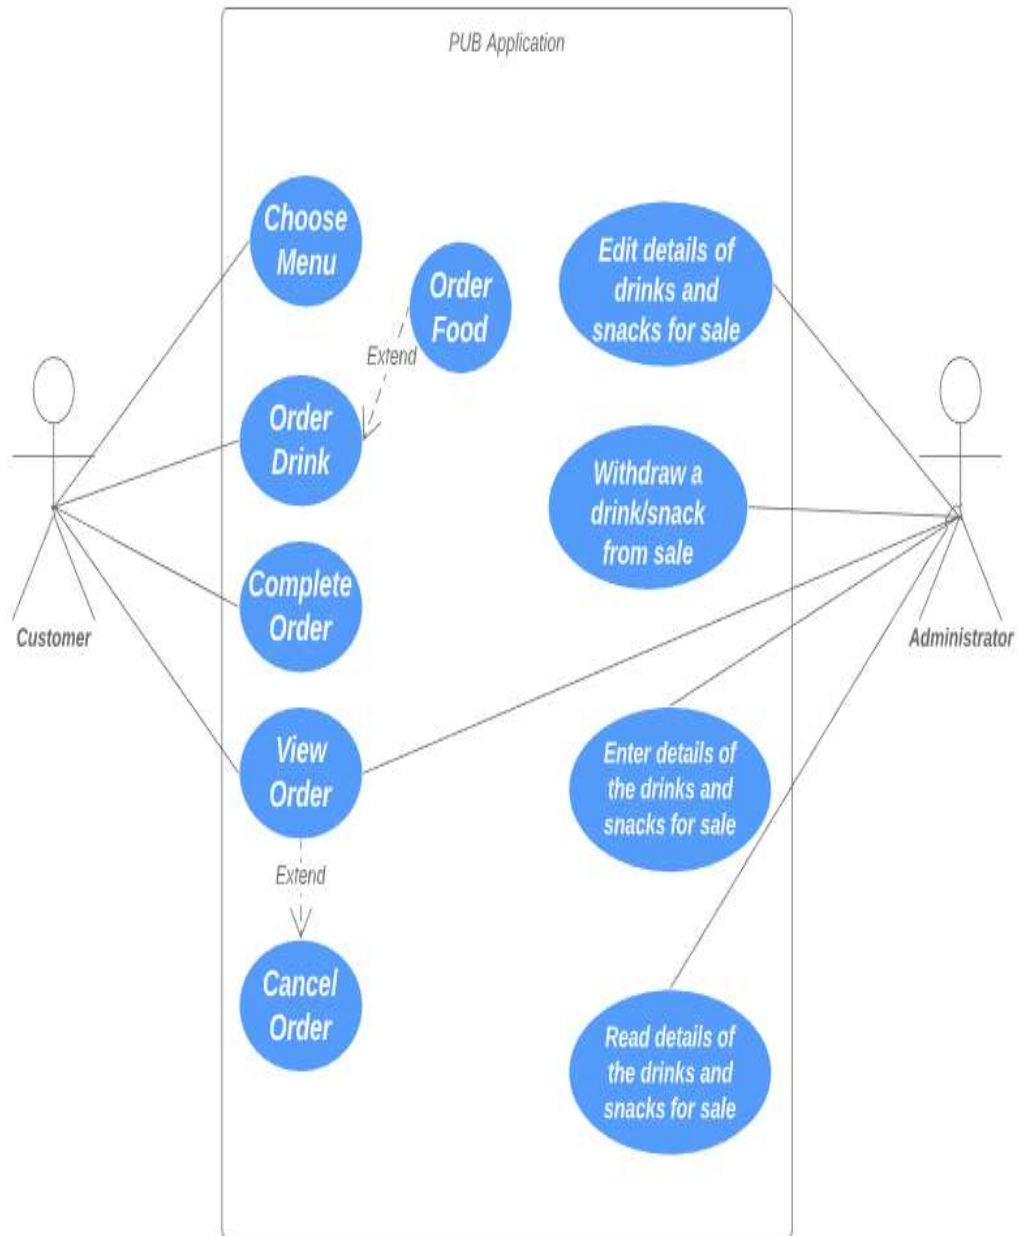 PUB Application
Choose
Menu
Order
Food
Extend
Order
Drink
Complete
Order
View
Order
Extend
Cancel
Order
Edit details of
drinks and
snacks for sale
Withdraw a
drink/snack
from sale
Enter details of
the drinks and
snacks for sale
Read details of
the drinks and
snacks for sale
Customer
Administrator